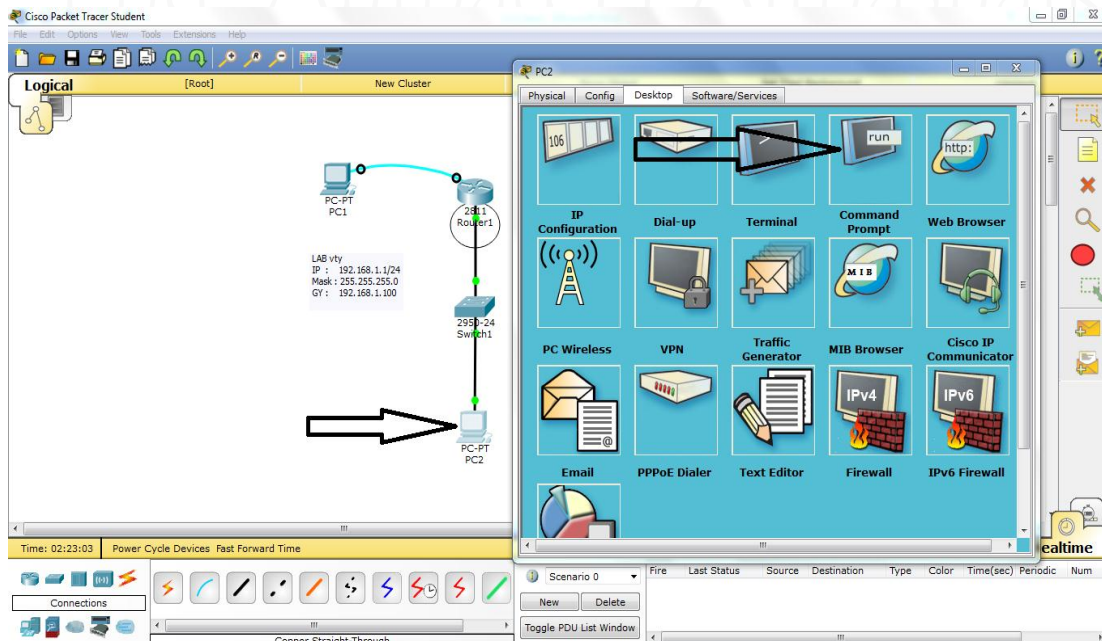 Cisco Packet Tracer Student
File Edit Options View Tools Extensions Help
Logical
[Root]
New Cluster
PC-PT
PC1
2811
Router1
LAB vty
IP : 192.168.1.1/24
Mask : 255.255.255.0
GY : 192.168.1.100
2950-24
Switch1
PC-PT
PC2
PC2
Physical Config Desktop Software/Services
106
run
http:
IP Configuration
Dial-up
Terminal
Command Prompt
Web Browser
MIB
PC Wireless
VPN
Traffic Generator
MIB Browser
Cisco IP Communicator
IPv4
IPv6
Email
PPPoE Dialer
Text Editor
Firewall
IPv6 Firewall
Time: 02:23:03 Power Cycle Devices Fast Forward Time
ealtime
Connections
Copper Straight-Through
Scenario 0
New Delete
Toggle PDU List Window
Fire Last Status Source Destination Type Color Time(sec) Periodic Num